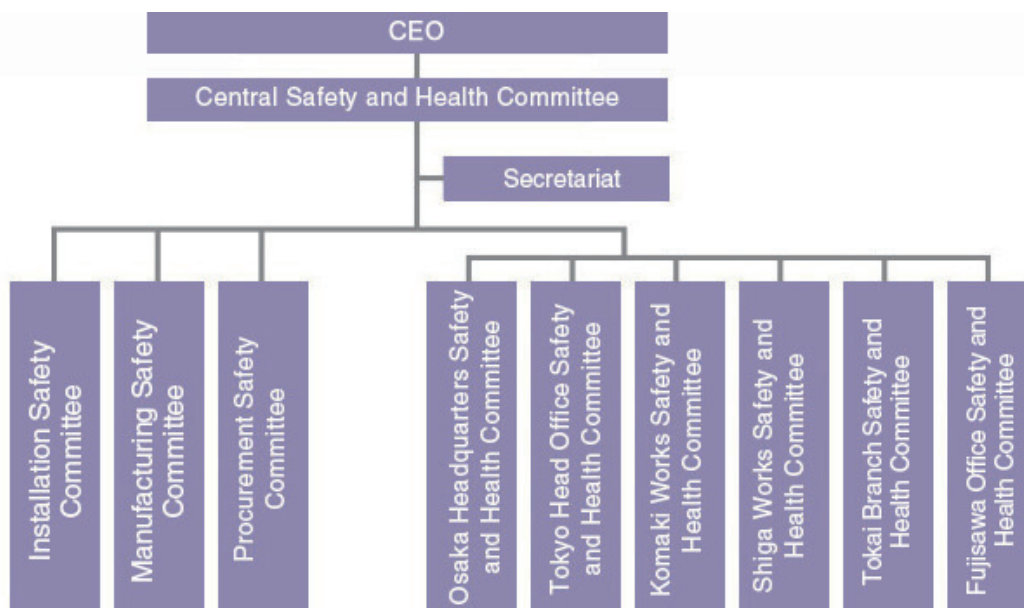 CEO
Central Safety and Health Committee
Secretariat
Installation Safety
Committee
Manufacturing Safety
Committee
Procurement Safety
Committee
Osaka Headquarters Safety
and Health Committee
Tokyo Head Office Safety
and Health Committee
Komaki Works Safety and
Health Committee
Shiga Works Safety and
Health Committee
Tokai Branch Safety and
Health Committee
Fujisawa Office Safety and
Health Committee